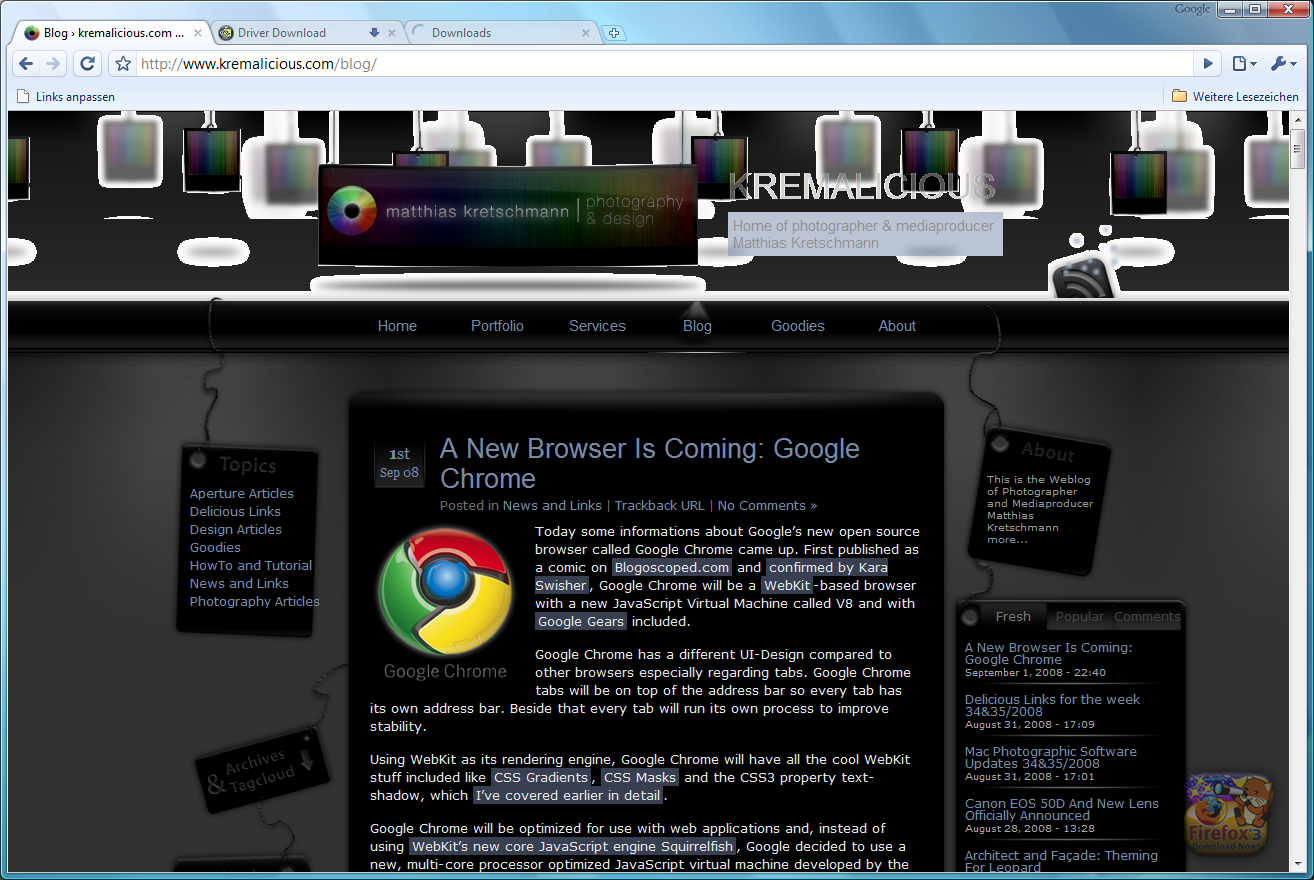 Google
Blog › kremalicious.com ...
Driver Download
Downloads
http://www.kremalicious.com/blog/
Links anpassen
Weitere Lesezeichen
matthias kretschmann | photography
& design
KREMALICIOUS
Home of photographer & mediaproducer
Matthias Kretschmann
Home
Portfolio
Services
Blog
Goodies
About
Topics
Aperture Articles
Delicious Links
Design Articles
Goodies
HowTo and Tutorial
News and Links
Photography Articles
Archives
& Tagcloud
1st
Sep 08
A New Browser Is Coming: Google
Chrome
Posted in News and Links | Trackback URL | No Comments »
Google Chrome
Today some informations about Google's new open source
browser called Google Chrome came up. First published as
a comic on Blogoscoped.com and confirmed by Kara
Swisher, Google Chrome will be a WebKit-based browser
with a new JavaScript Virtual Machine called V8 and with
Google Gears included.
Google Chrome has a different UI-Design compared to
other browsers especially regarding tabs. Google Chrome
tabs will be on top of the address bar so every tab has
its own address bar. Beside that every tab will run its own process to improve
stability.
Using WebKit as its rendering engine, Google Chrome will have all the cool WebKit
stuff included like CSS Gradients, CSS Masks and the CSS3 property text-
shadow, which I've covered earlier in detail.
Google Chrome will be optimized for use with web applications and, instead of
using WebKit's new core JavaScript engine Squirrelfish, Google decided to use a
new, multi-core processor optimized JavaScript virtual machine developed by the
About
This is the Weblog
of Photographer
and Mediaproducer
Matthias
Kretschmann
more...
Fresh
Popular
Comments
A New Browser Is Coming:
Google Chrome
September 1, 2008 - 22:40
Delicious Links for the week
34&35/2008
August 31, 2008 - 17:09
Mac Photographic Software
Updates 34&35/2008
August 31, 2008 - 17:01
Canon EOS 50D And New Lens
Officially Announced
August 28, 2008 - 13:28
Architect and Façade: Theming
For Leopard
Firefox 3
Download Now!